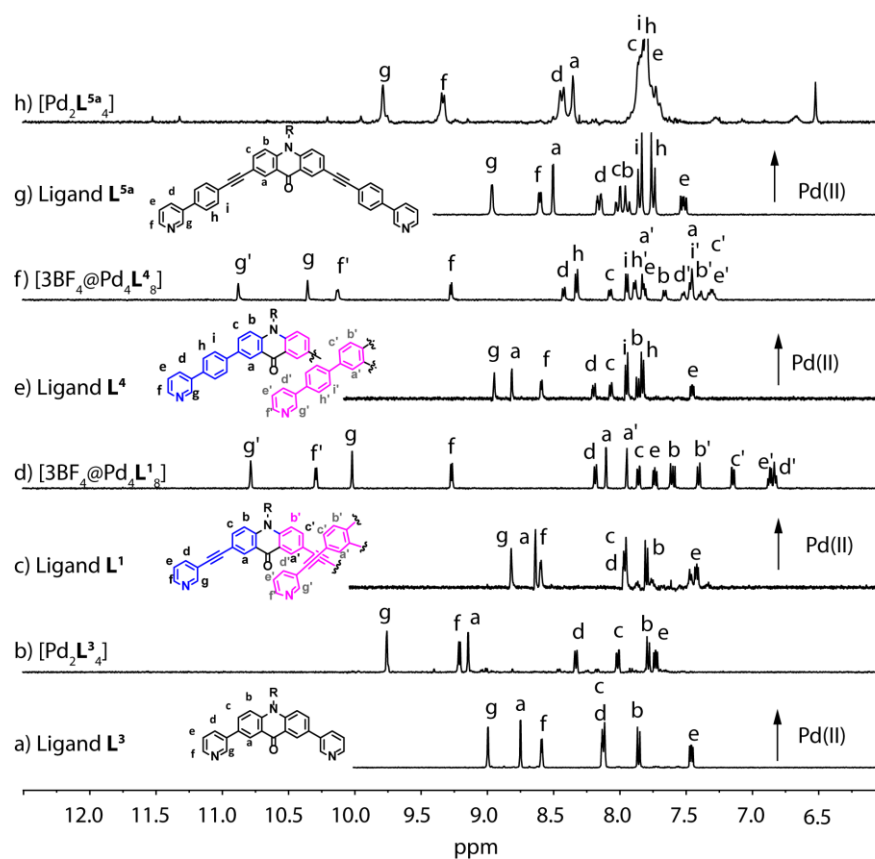 i h
c
g f d a e
h) [Pd₂L⁵ᵃ₄]
R
N
c b
a
O
d
e h i
f g
N
N
g) Ligand L⁵ᵃ
g f a d c b i h e
Pd(II)
f) [3BF₄@Pd₄L⁴₈]
g' g f' f d h c i h' a' e b d' a i' b' c' e'
R
N
c b
h i
e d
a
O
f g
N
c' b'
a'
d'
e' i'
h'
f' g'
N
e) Ligand L⁴
g a f d c i b h e
Pd(II)
d) [3BF₄@Pd₄L¹₈]
g' f' g f d a a' c e b b' c' e' d'
R
N
c b b' c'
d a a'
O
e
f g
N
b'
c'
d' a'
e'
g'
f
N
c) Ligand L¹
g a f c d b e
Pd(II)
b) [Pd₂L³₄]
g f a d c b e
R
N
b
c
d
e
a
O
f g
N
N
a) Ligand L³
g a f c d b e
Pd(II)
12.0 11.5 11.0 10.5 10.0 9.5 9.0 8.5 8.0 7.5 7.0 6.5
ppm